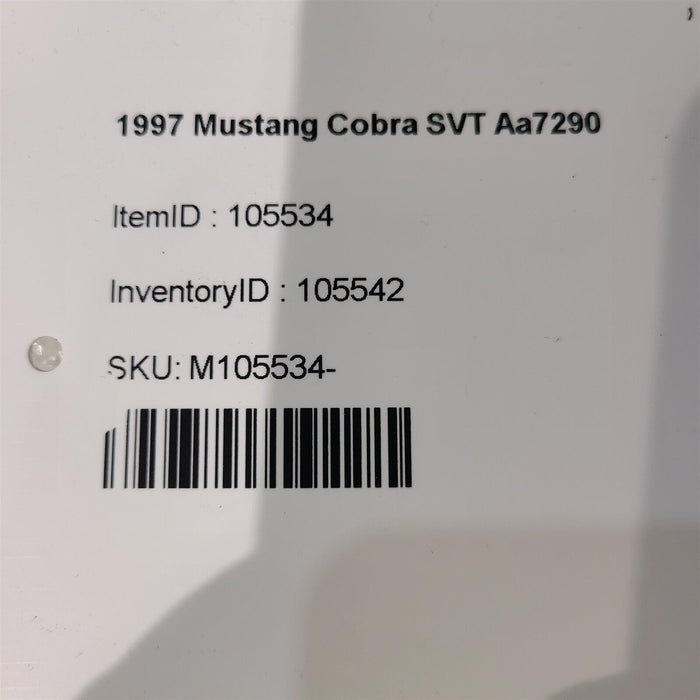 1997 Mustang Cobra SVT Aa7290
ItemID : 105534
InventoryID : 105542
SKU: M105534-